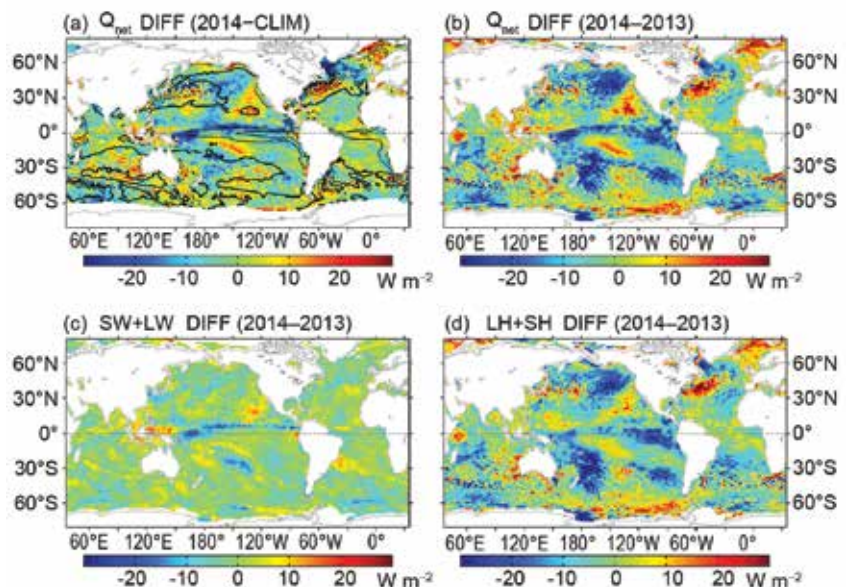 (a) Qnet DIFF (2014−CLIM)
(b) Qnet DIFF (2014–2013)
60°N
30°N
0°
30°S
60°S
60°N
30°N
0°
30°S
60°S
60°E 120°E 180° 120°W 60°W 0°
60°E 120°E 180° 120°W 60°W 0°
-20 -10 0 10 20 W m−2
-20 -10 0 10 20 W m−2
(c) SW+LW DIFF (2014–2013)
(d) LH+SH DIFF (2014–2013)
60°N
30°N
0°
30°S
60°S
60°N
30°N
0°
30°S
60°S
60°E 120°E 180° 120°W 60°W 0°
60°E 120°E 180° 120°W 60°W 0°
-20 -10 0 10 20 W m−2
-20 -10 0 10 20 W m−2